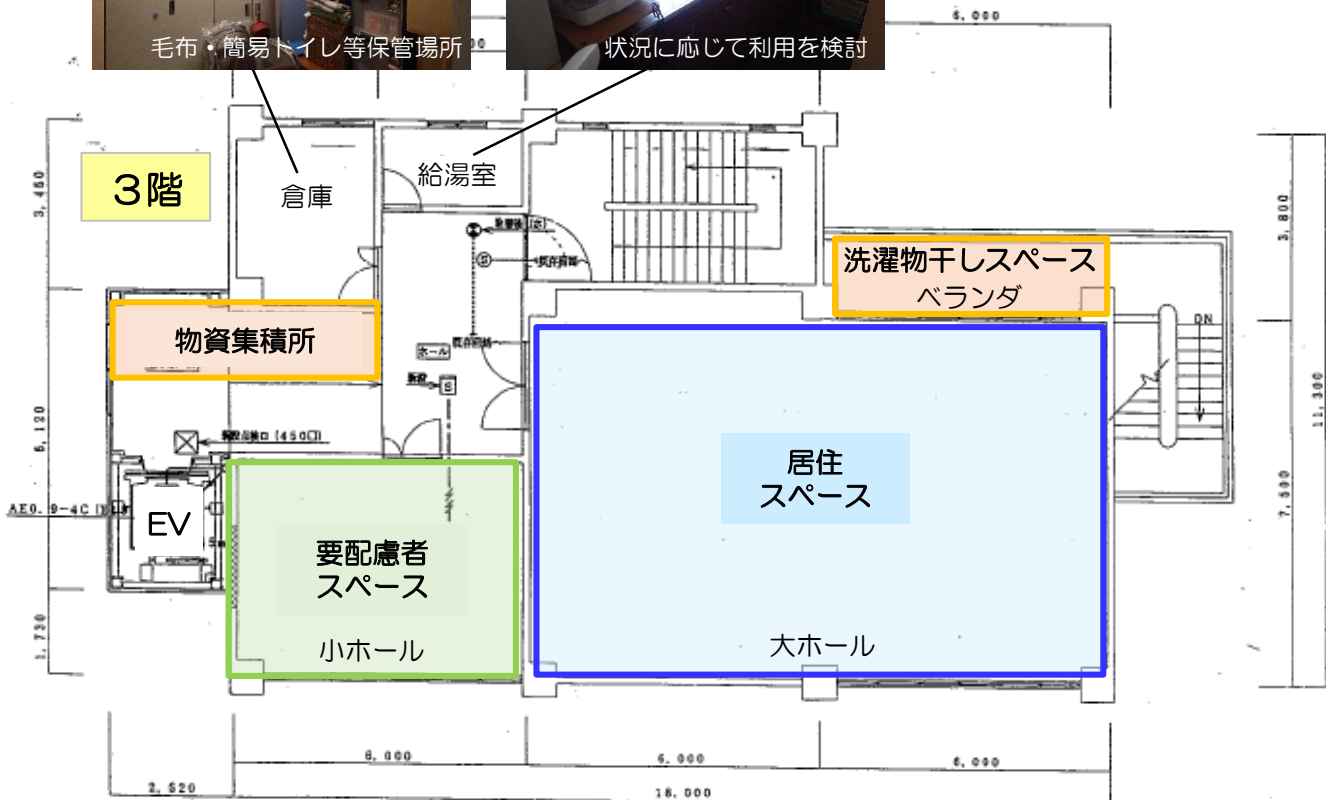 毛布・簡易トイレ等保管場所
状況に応じて利用を検討
6,000
00
3階
倉庫
給湯室
洗濯物干しスペース
ベランダ
物資集積所
ホール
DN
居住
スペース
EV
要配慮者
スペース
小ホール
大ホール
3,460
6,120
1,730
3,800
7,500
11,300
6,000
6,000
6,000
2,520
18,000